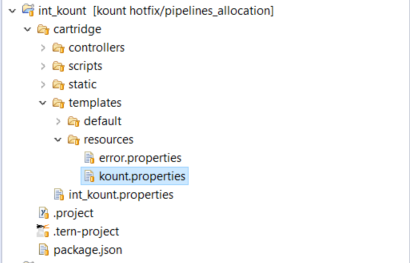 int_kount [kount hotfix/pipelines_allocation]
cartridge
controllers
scripts
static
templates
default
resources
error.properties
kount.properties
int_kount.properties
.project
.tern-project
package.json